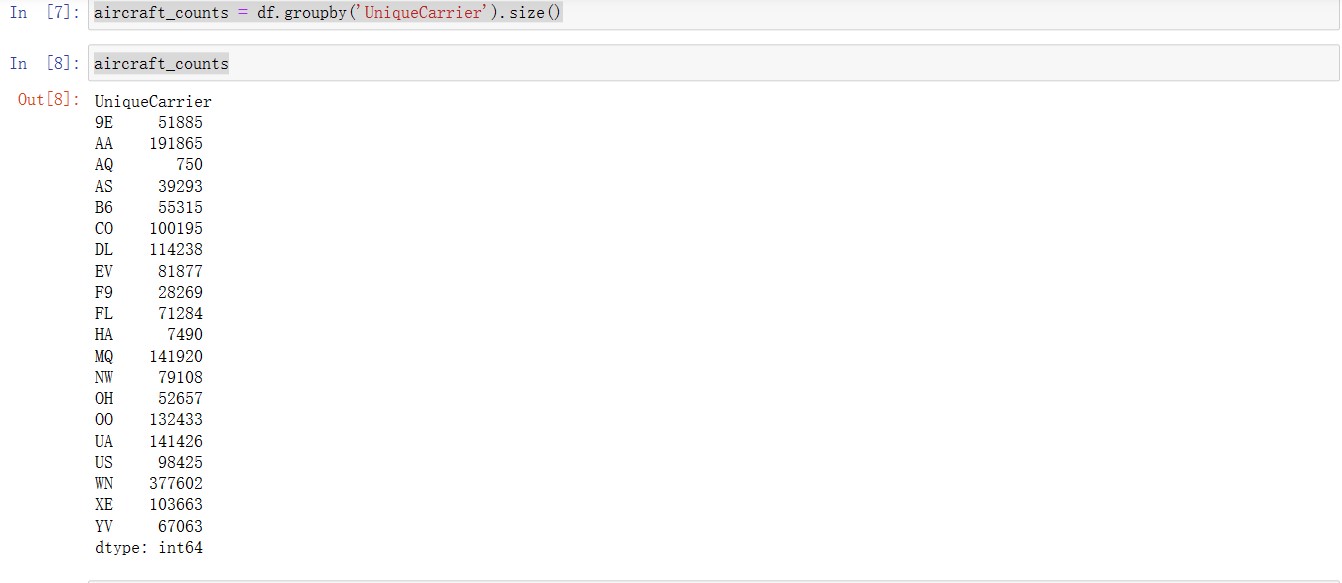 In [7]: aircraft_counts = df.groupby('UniqueCarrier').size()
In [8]: aircraft_counts
Out[8]: UniqueCarrier
9E 51885
AA 191865
AQ 750
AS 39293
B6 55315
CO 100195
DL 114238
EV 81877
F9 28269
FL 71284
HA 7490
MQ 141920
NW 79108
OH 52657
OO 132433
UA 141426
US 98425
WN 377602
XE 103663
YV 67063
dtype: int64